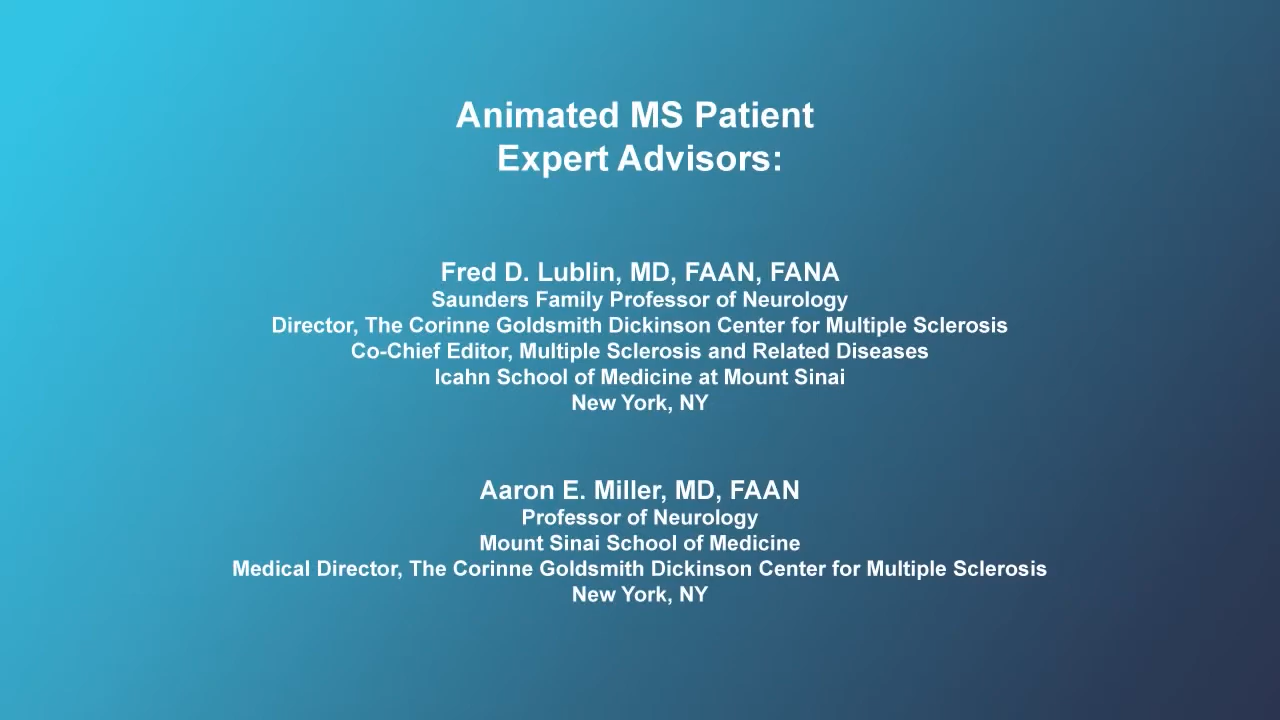 Animated MS Patient
Expert Advisors:
Fred D. Lublin, MD, FAAN, FANA
Saunders Family Professor of Neurology
Director, The Corinne Goldsmith Dickinson Center for Multiple Sclerosis
Co-Chief Editor, Multiple Sclerosis and Related Diseases
Icahn School of Medicine at Mount Sinai
New York, NY
Aaron E. Miller, MD, FAAN
Professor of Neurology
Mount Sinai School of Medicine
Medical Director, The Corinne Goldsmith Dickinson Center for Multiple Sclerosis
New York, NY